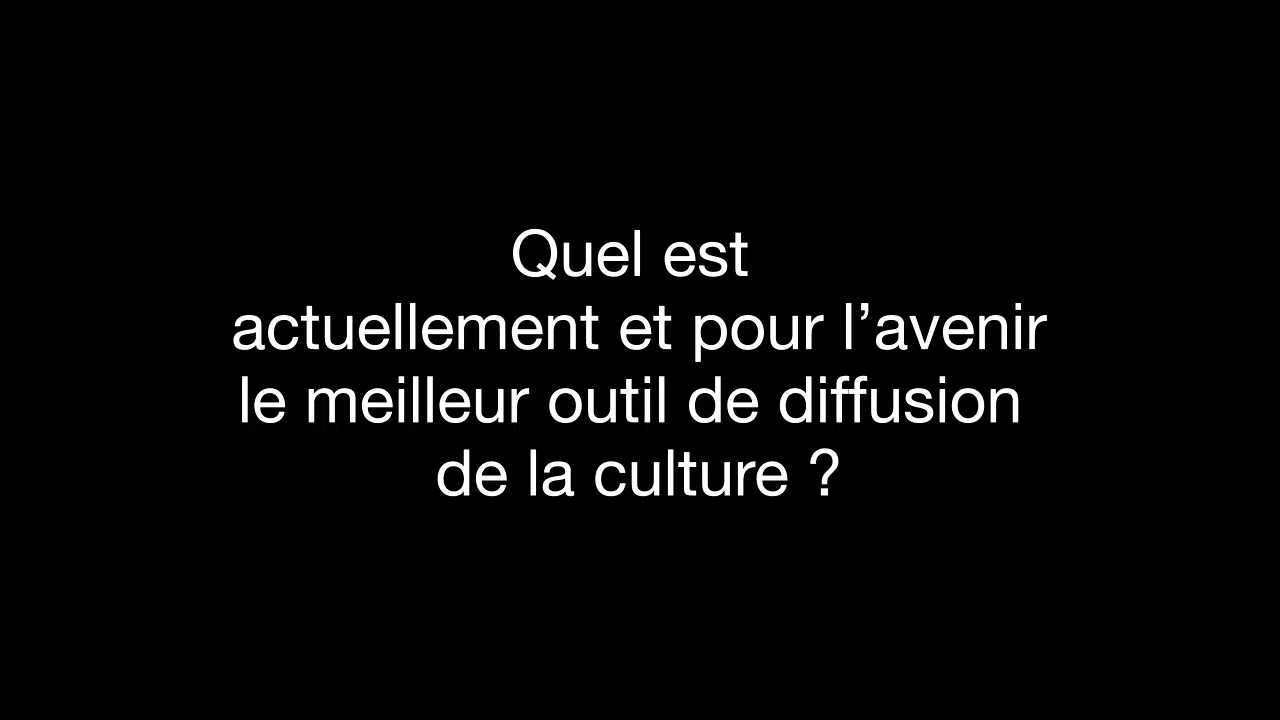 Quel est
actuellement et pour l’avenir
le meilleur outil de diffusion
de la culture ?